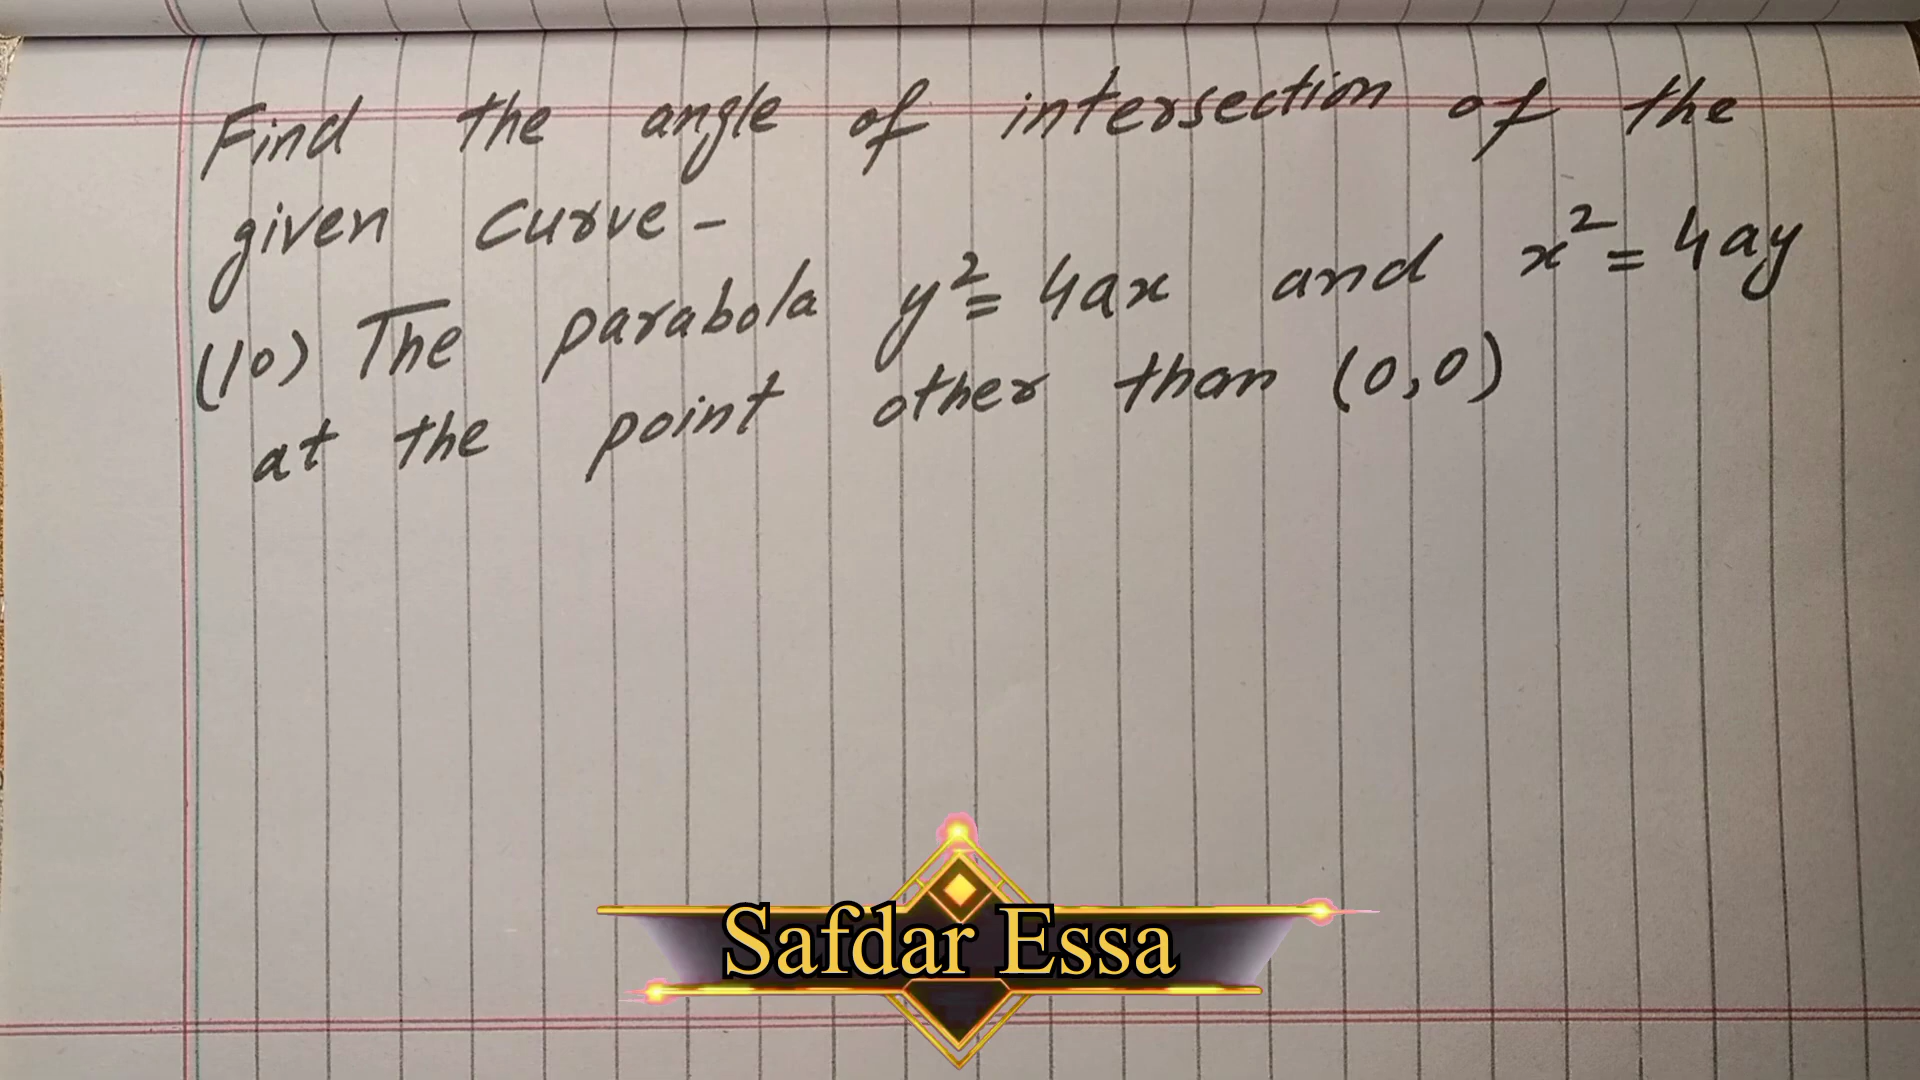 Find the angle of intersection of the
given curve -
(10) The parabola y²= 4ax and x²= 4ay
at the point other than (0,0)
Safdar Essa